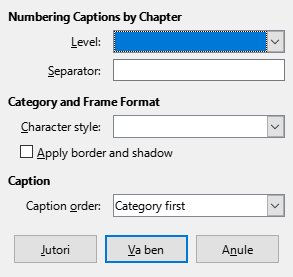 Numbering Captions by Chapter
Level:
Separator:
Category and Frame Format
Character style:
Apply border and shadow
Caption
Caption order: Category first
Jutori Va ben Anule